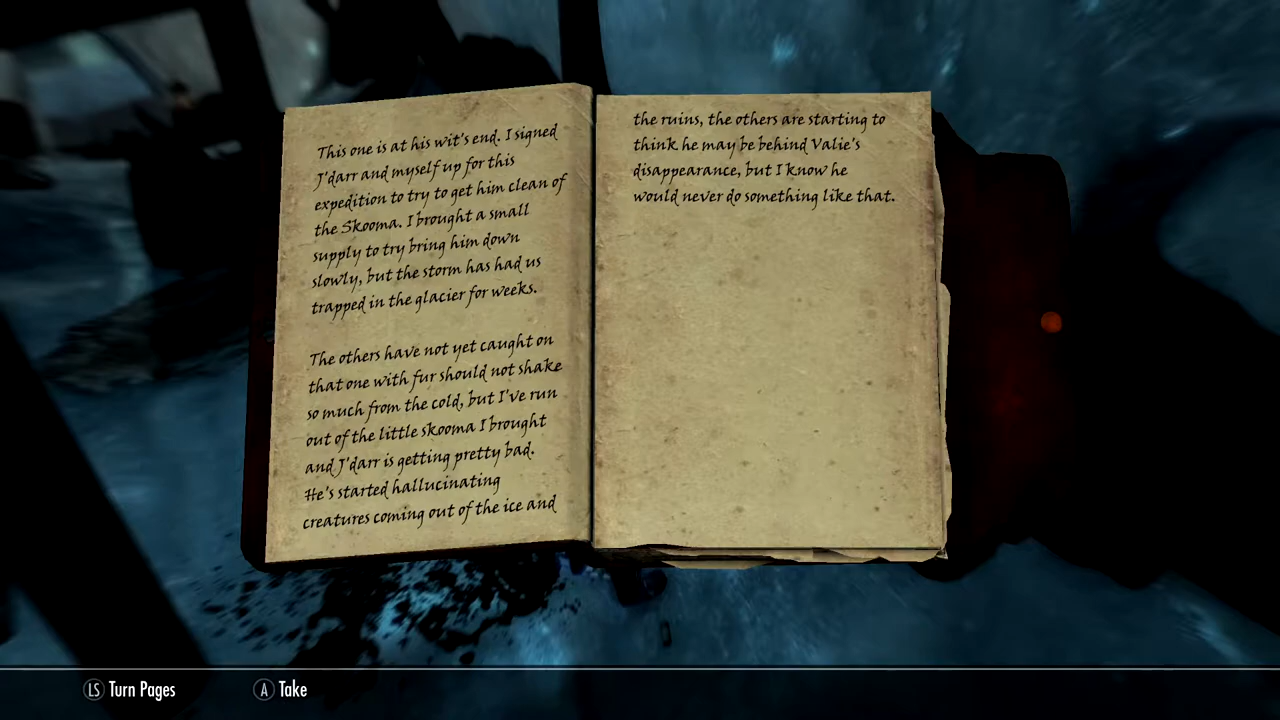 This one is at his wit's end. I signed
J'darr and myself up for this
expedition to try to get him clean of
the Skooma. I brought a small
supply to try bring him down
slowly, but the storm has had us
trapped in the glacier for weeks.
The others have not yet caught on
that one with fur should not shake
so much from the cold, but I've run
out of the little skooma I brought
and J'darr is getting pretty bad.
He's started hallucinating
creatures coming out of the ice and
the ruins, the others are starting to
think he may be behind Valie's
disappearance, but I know he
would never do something like that.
LS Turn Pages
A Take